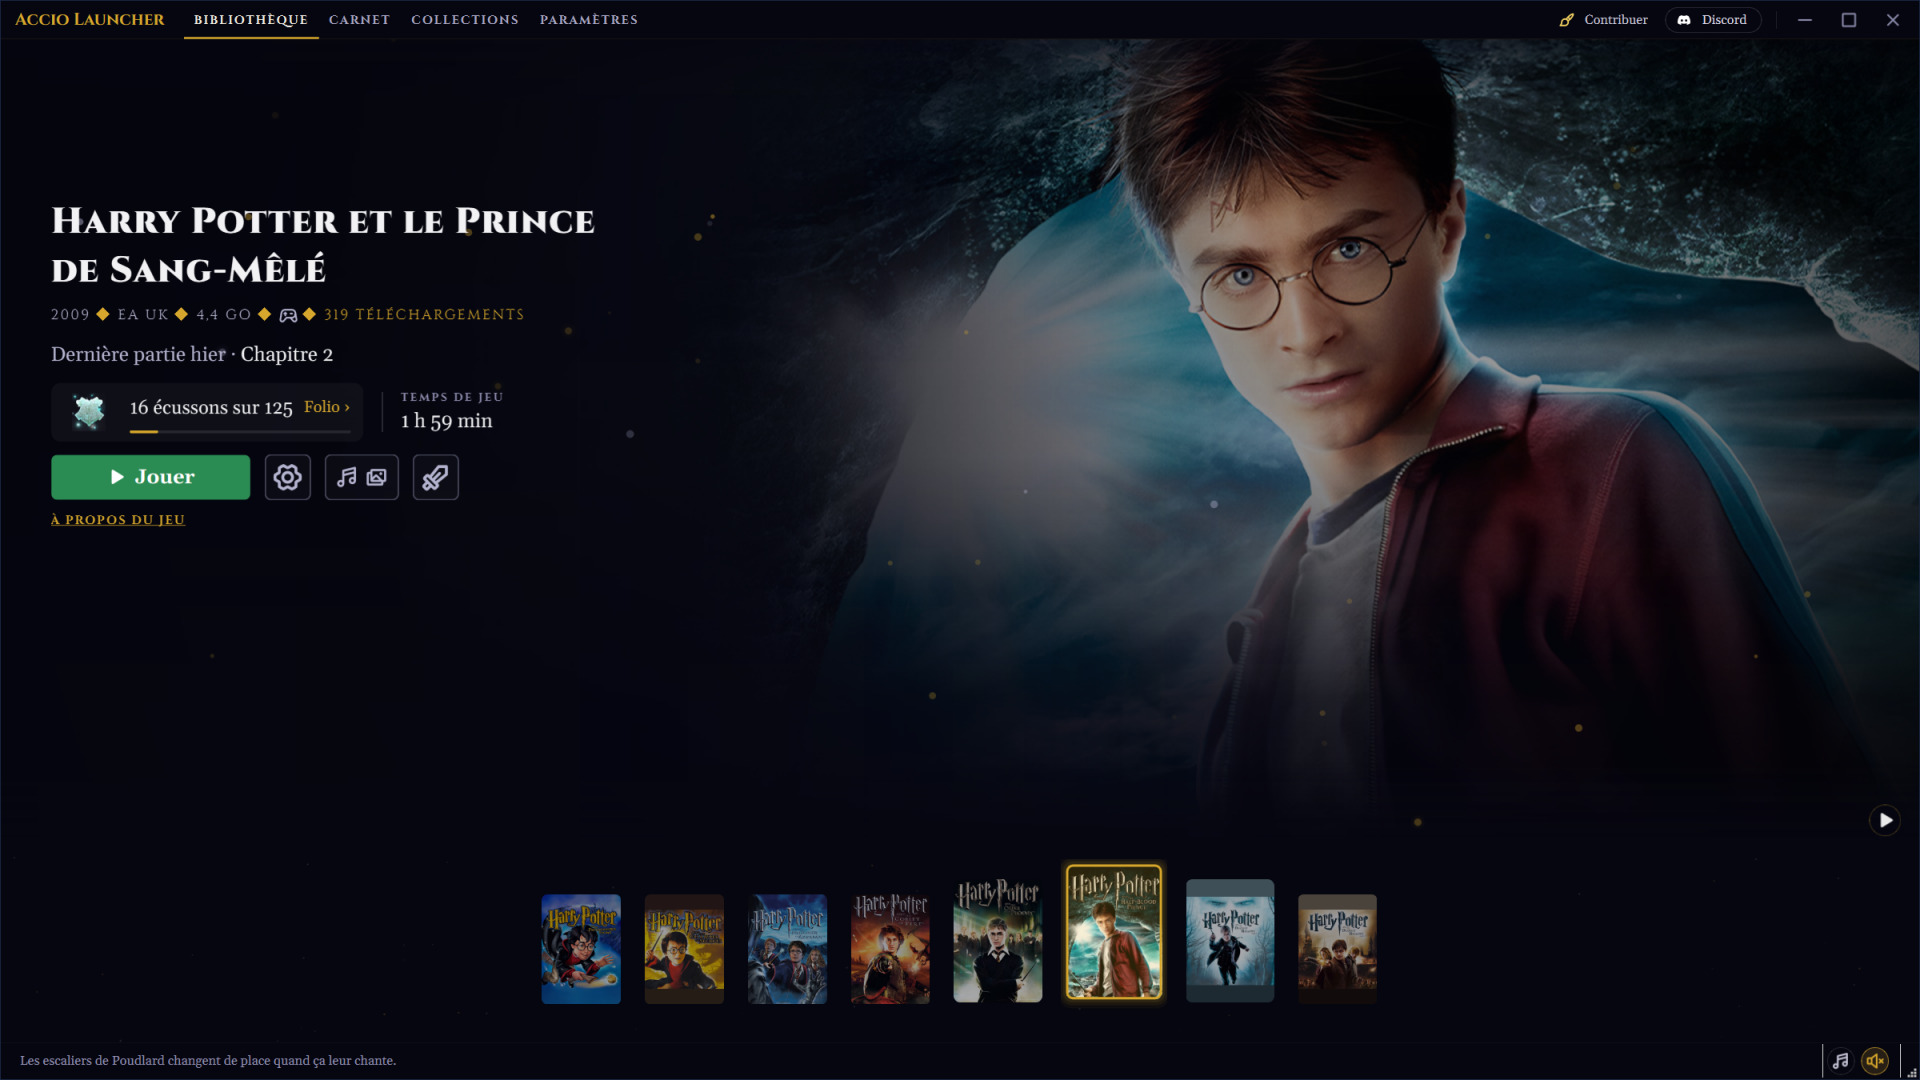 Accio Launcher
BIBLIOTHÈQUE
CARNET
COLLECTIONS
PARAMÈTRES
Contribuer
Discord
Harry Potter et le Prince
de Sang-Mêlé
2009 ◆ EA UK ◆ 4,4 GO ◆ ◆ 319 TÉLÉCHARGEMENTS
Dernière partie hier · Chapitre 2
16 écussons sur 125 Folio ›
TEMPS DE JEU
1 h 59 min
Jouer
À PROPOS DU JEU
Harry Potter
Harry Potter
Harry Potter
Harry Potter
Harry Potter
Harry Potter
Harry Potter
Harry Potter
Les escaliers de Poudlard changent de place quand ça leur chante.